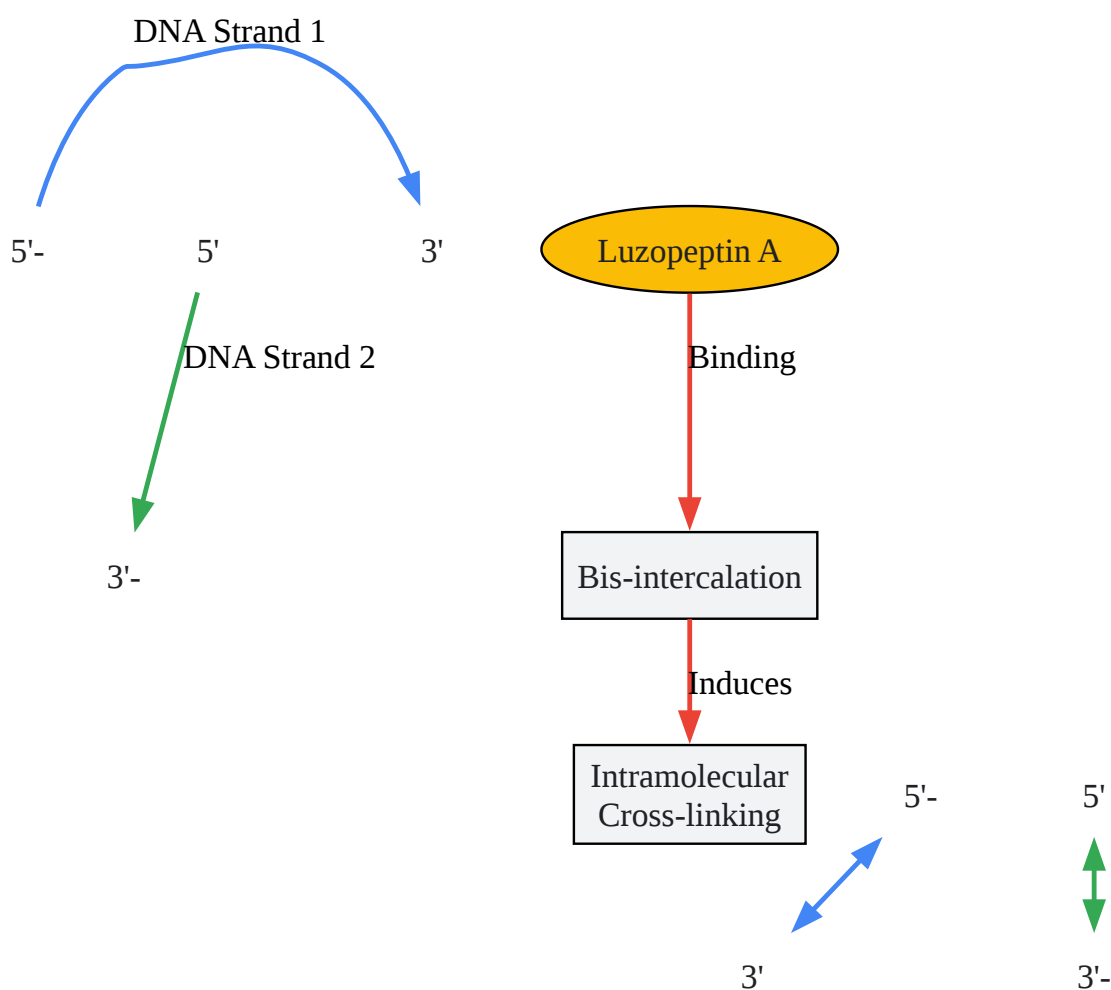 DNA Strand 1
5'-
5'
3'
Luzopeptin A
DNA Strand 2
Binding
3'-
Bis-intercalation
Induces
Intramolecular
Cross-linking
5'-
5'
3'
3'-